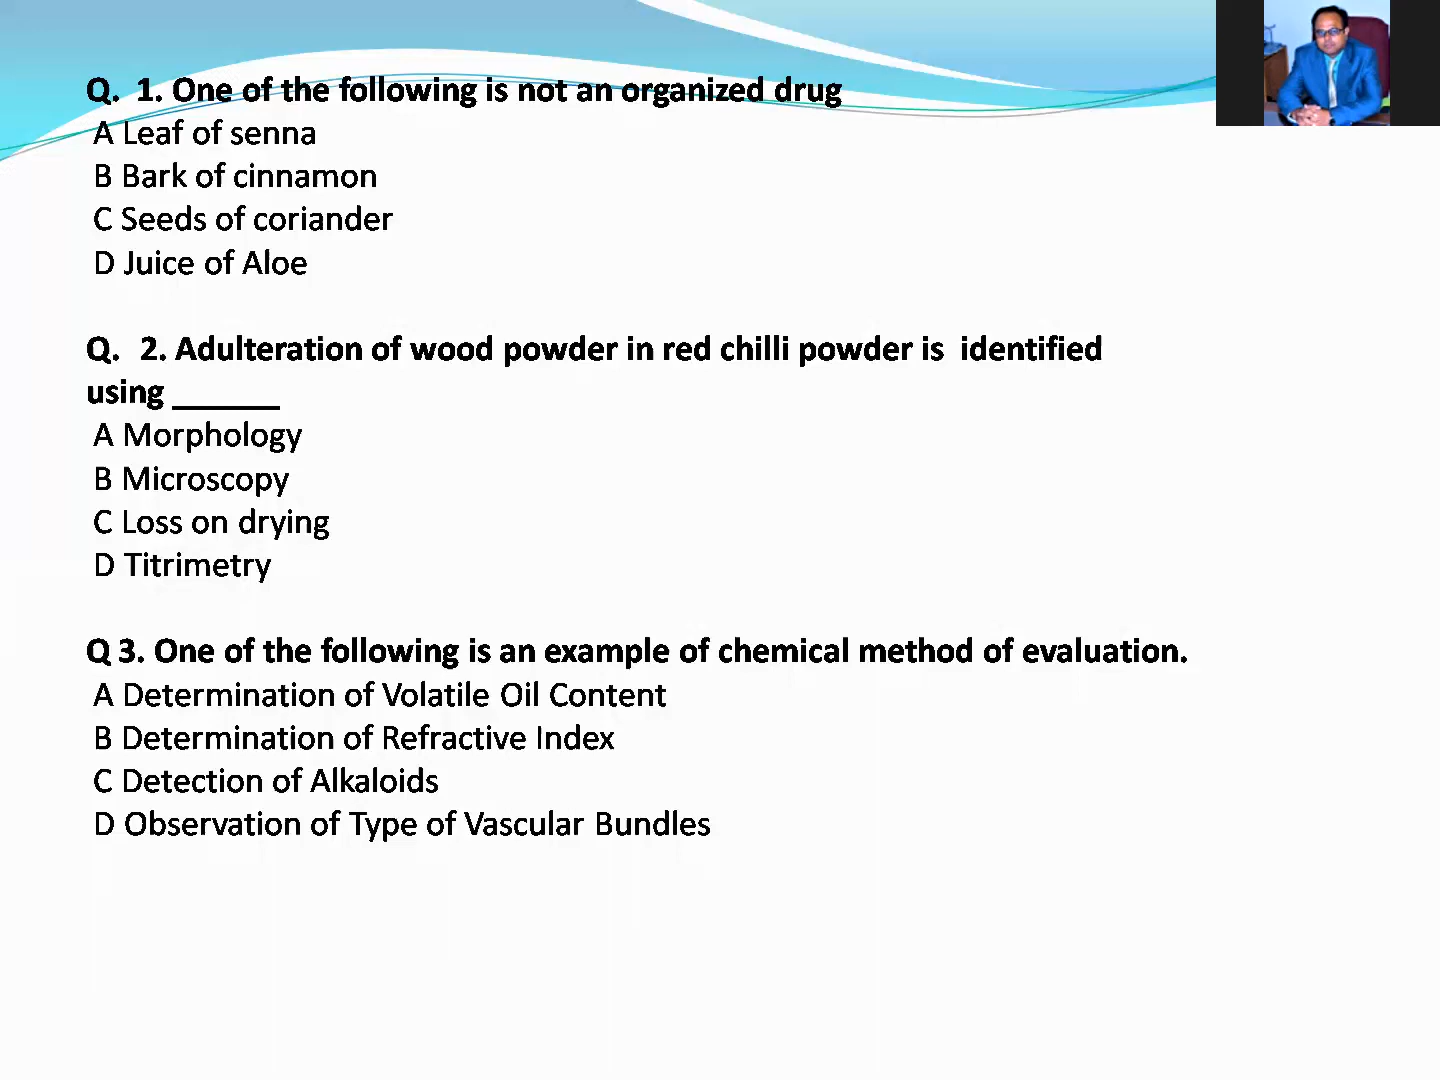 Q. 1. One of the following is not an organized drug
A Leaf of senna
B Bark of cinnamon
C Seeds of coriander
D Juice of Aloe
Q. 2. Adulteration of wood powder in red chilli powder is identified
using ______
A Morphology
B Microscopy
C Loss on drying
D Titrimetry
Q 3. One of the following is an example of chemical method of evaluation.
A Determination of Volatile Oil Content
B Determination of Refractive Index
C Detection of Alkaloids
D Observation of Type of Vascular Bundles